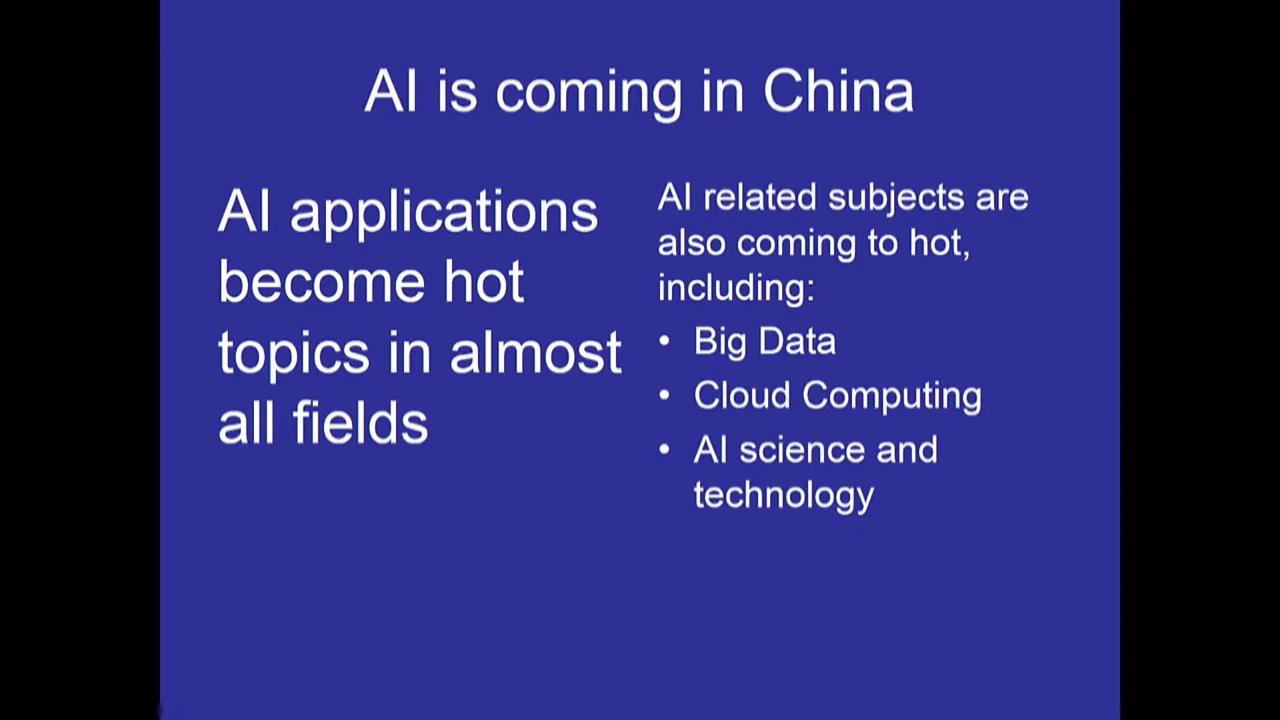 AI is coming in China
AI applications
become hot
topics in almost
all fields
AI related subjects are
also coming to hot,
including:
• Big Data
• Cloud Computing
• AI science and
technology